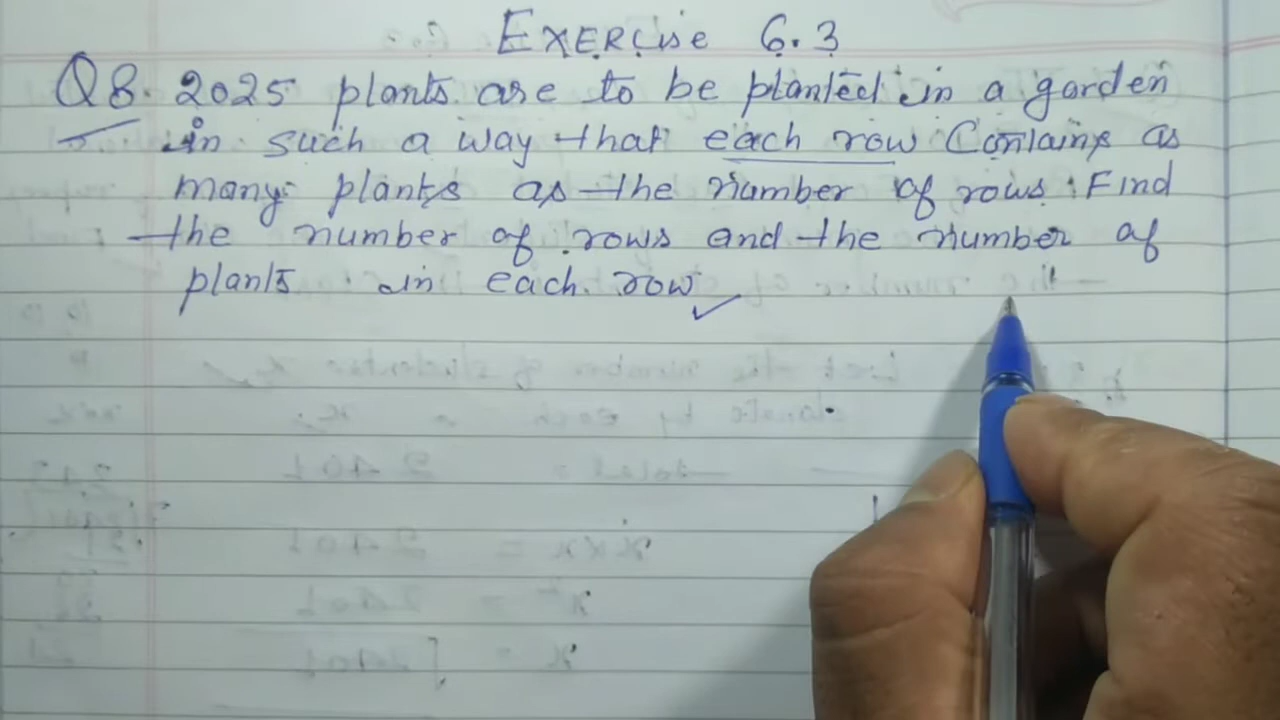 Exercise 6.3
Q8. 2025 plants are to be planted in a garden
in such a way that each row Contains as
many plants as the number of rows. Find
the number of rows and the number of
plants in each row